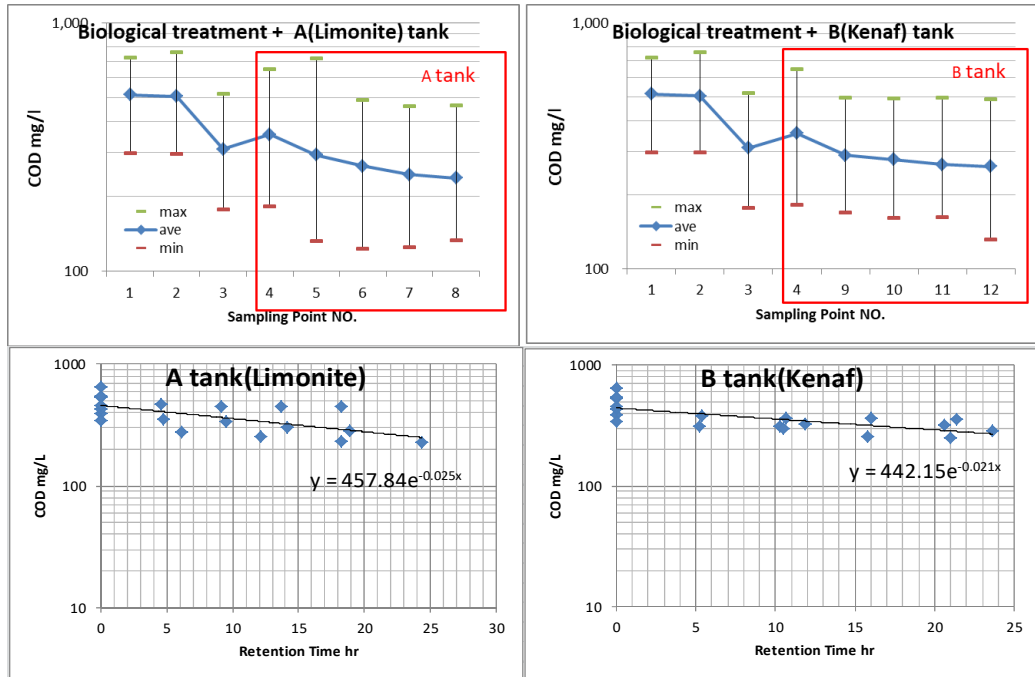 Biological treatment + A(Limonite) tank
1,000
100
COD mg/l
A tank
max
ave
min
1 2 3 4 5 6 7 8
Sampling Point NO.
Biological treatment + B(Kenaf) tank
1,000
100
COD mg/l
B tank
max
ave
min
1 2 3 4 9 10 11 12
Sampling Point NO.
A tank(Limonite)
1000
100
10
COD mg/L
y = 457.84e-0.025x
0 5 10 15 20 25 30
Retention Time hr
B tank(Kenaf)
1000
100
10
COD mg/L
y = 442.15e-0.021x
0 5 10 15 20 25
Retention Time hr